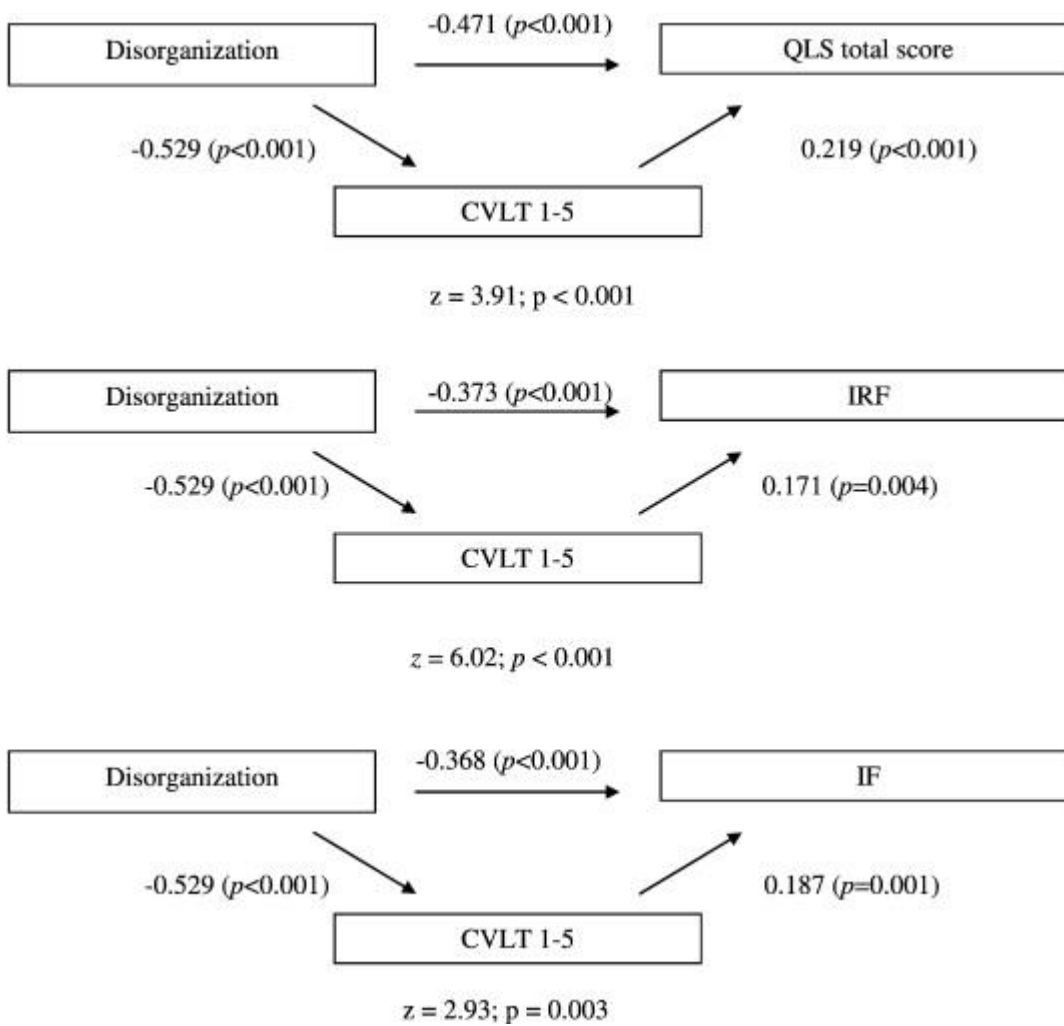 -0.471 (p<0.001)
Disorganization
QLS total score
-0.529 (p<0.001)
0.219 (p<0.001)
CVLT 1-5
z = 3.91; p < 0.001
Disorganization
-0.373 (p<0.001)
IRF
-0.529 (p<0.001)
0.171 (p=0.004)
CVLT 1-5
z = 6.02; p < 0.001
Disorganization
-0.368 (p<0.001)
IF
-0.529 (p<0.001)
0.187 (p=0.001)
CVLT 1-5
z = 2.93; p = 0.003